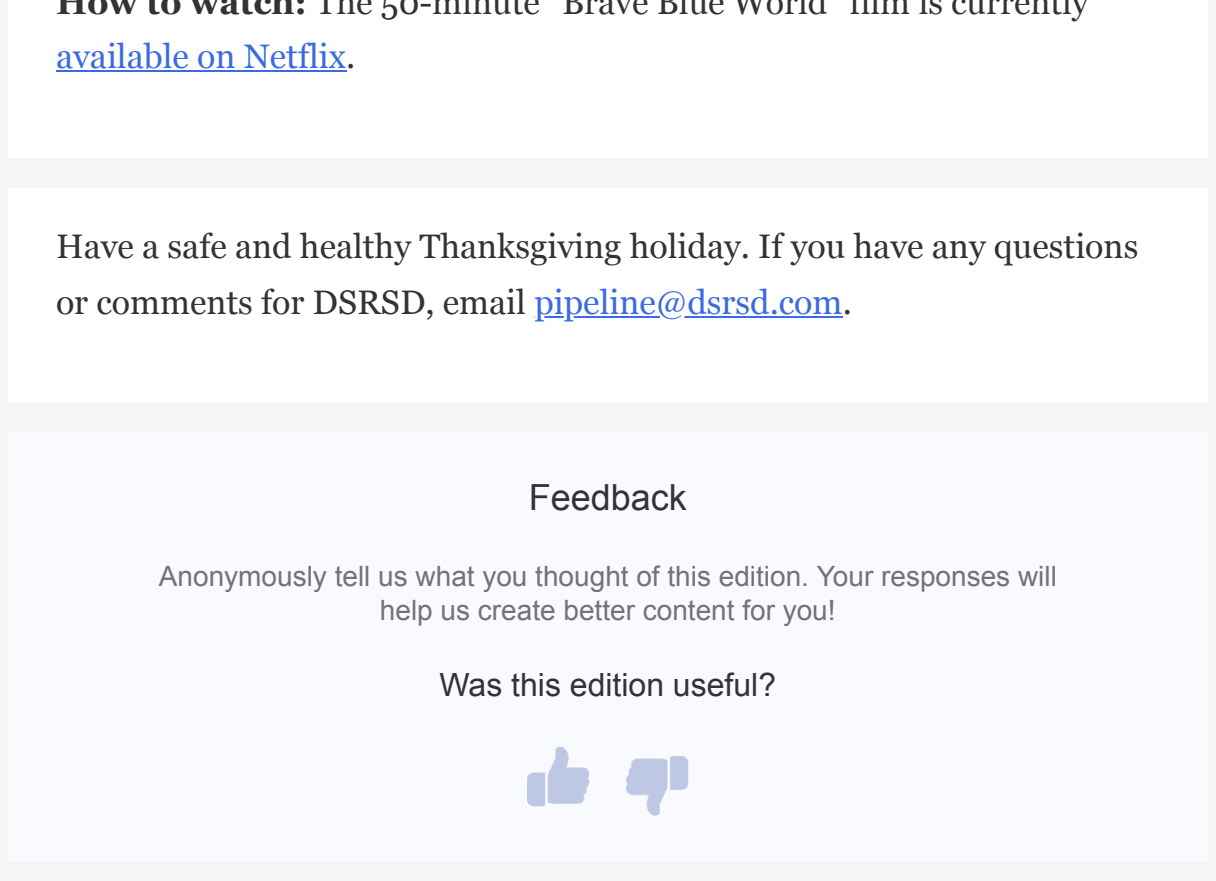 How to watch: The 50-minute "Brave Blue World" film is currently
available on Netflix.
Have a safe and healthy Thanksgiving holiday. If you have any questions
or comments for DSRSD, email pipeline@dsrsd.com.
Feedback
Anonymously tell us what you thought of this edition. Your responses will
help us create better content for you!
Was this edition useful?